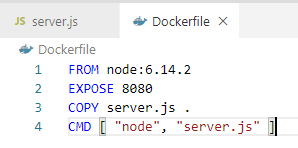 JS server.js Dockerfile ×
Dockerfile
1 FROM node:6.14.2
2 EXPOSE 8080
3 COPY server.js .
4 CMD [ "node", "server.js" ]